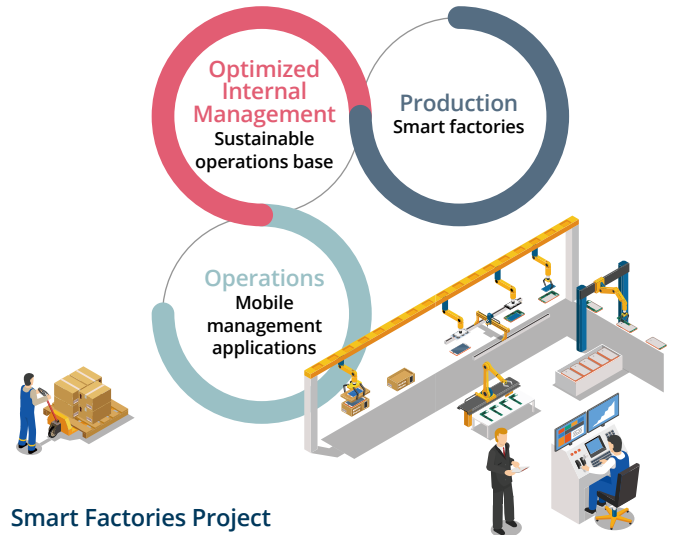 Optimized
Internal
Management
Sustainable
operations base
Production
Smart factories
Operations
Mobile
management
applications
Smart Factories Project